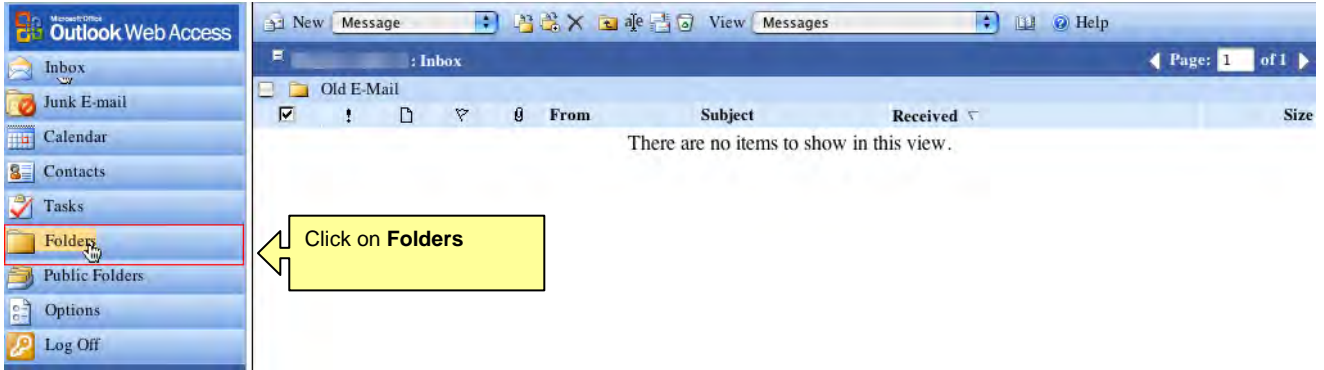 Microsoft Office
Outlook Web Access
Inbox
Junk E-mail
Calendar
Contacts
Tasks
Folders
Public Folders
Options
Log Off
New Message View Messages Help
: Inbox Page: 1 of 1
Old E-Mail
! From Subject Received Size
There are no items to show in this view.
Click on Folders